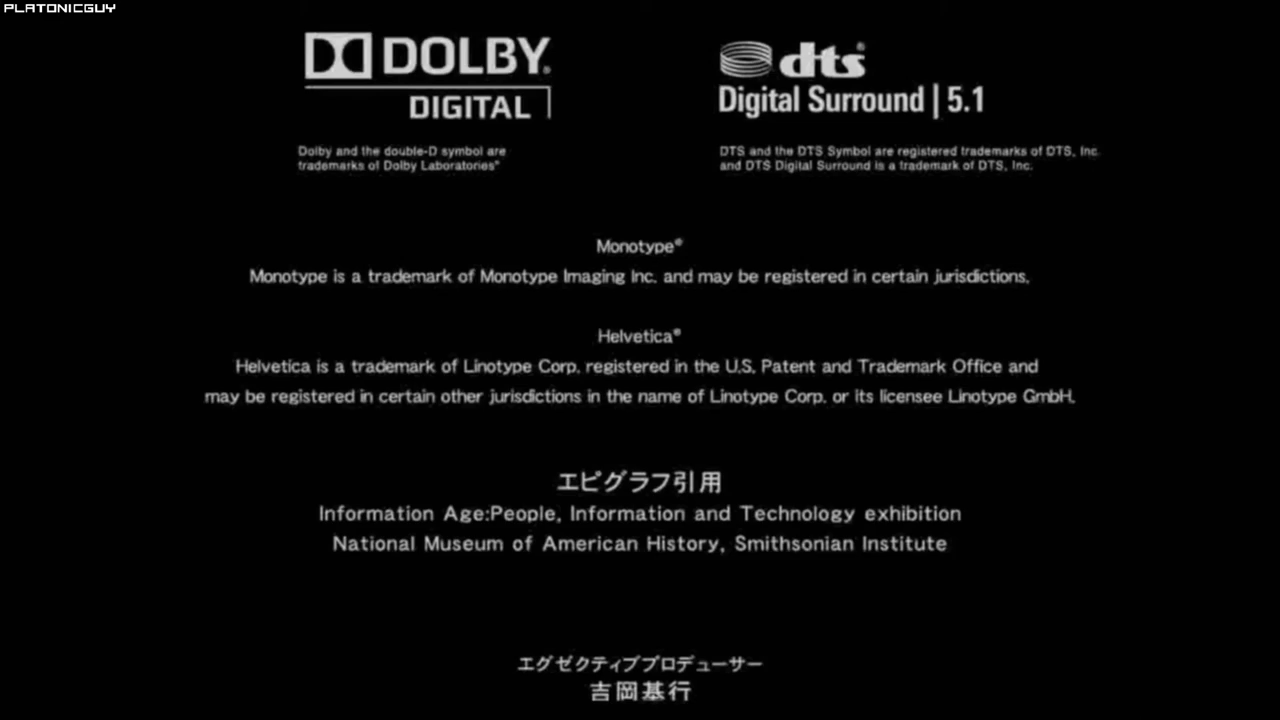 PLATONICGUY
DOLBY®
DIGITAL
Dolby and the double-D symbol are
trademarks of Dolby Laboratories®
dts®
Digital Surround | 5.1
DTS and the DTS Symbol are registered trademarks of DTS, Inc.
and DTS Digital Surround is a trademark of DTS, Inc.
Monotype®
Monotype is a trademark of Monotype Imaging Inc. and may be registered in certain jurisdictions.
Helvetica®
Helvetica is a trademark of Linotype Corp. registered in the U.S. Patent and Trademark Office and
may be registered in certain other jurisdictions in the name of Linotype Corp. or its licensee Linotype GmbH.
エピグラフ引用
Information Age:People, Information and Technology exhibition
National Museum of American History, Smithsonian Institute
エグゼクティブプロデューサー
吉岡基行